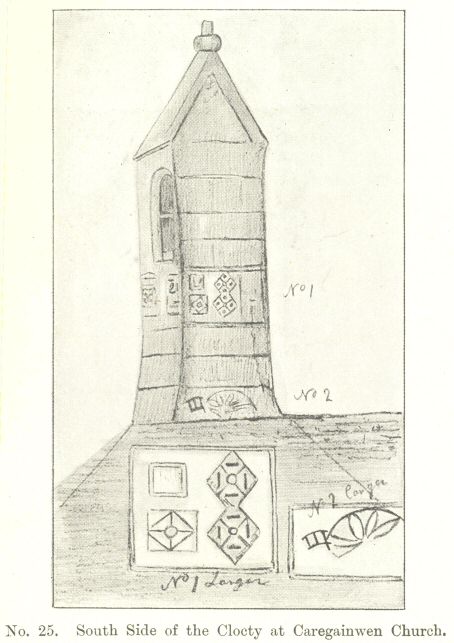 No 1
No 2
No 2 larger
No 1 Larger
No. 25. South Side of the Clocty at Caregainwen Church.